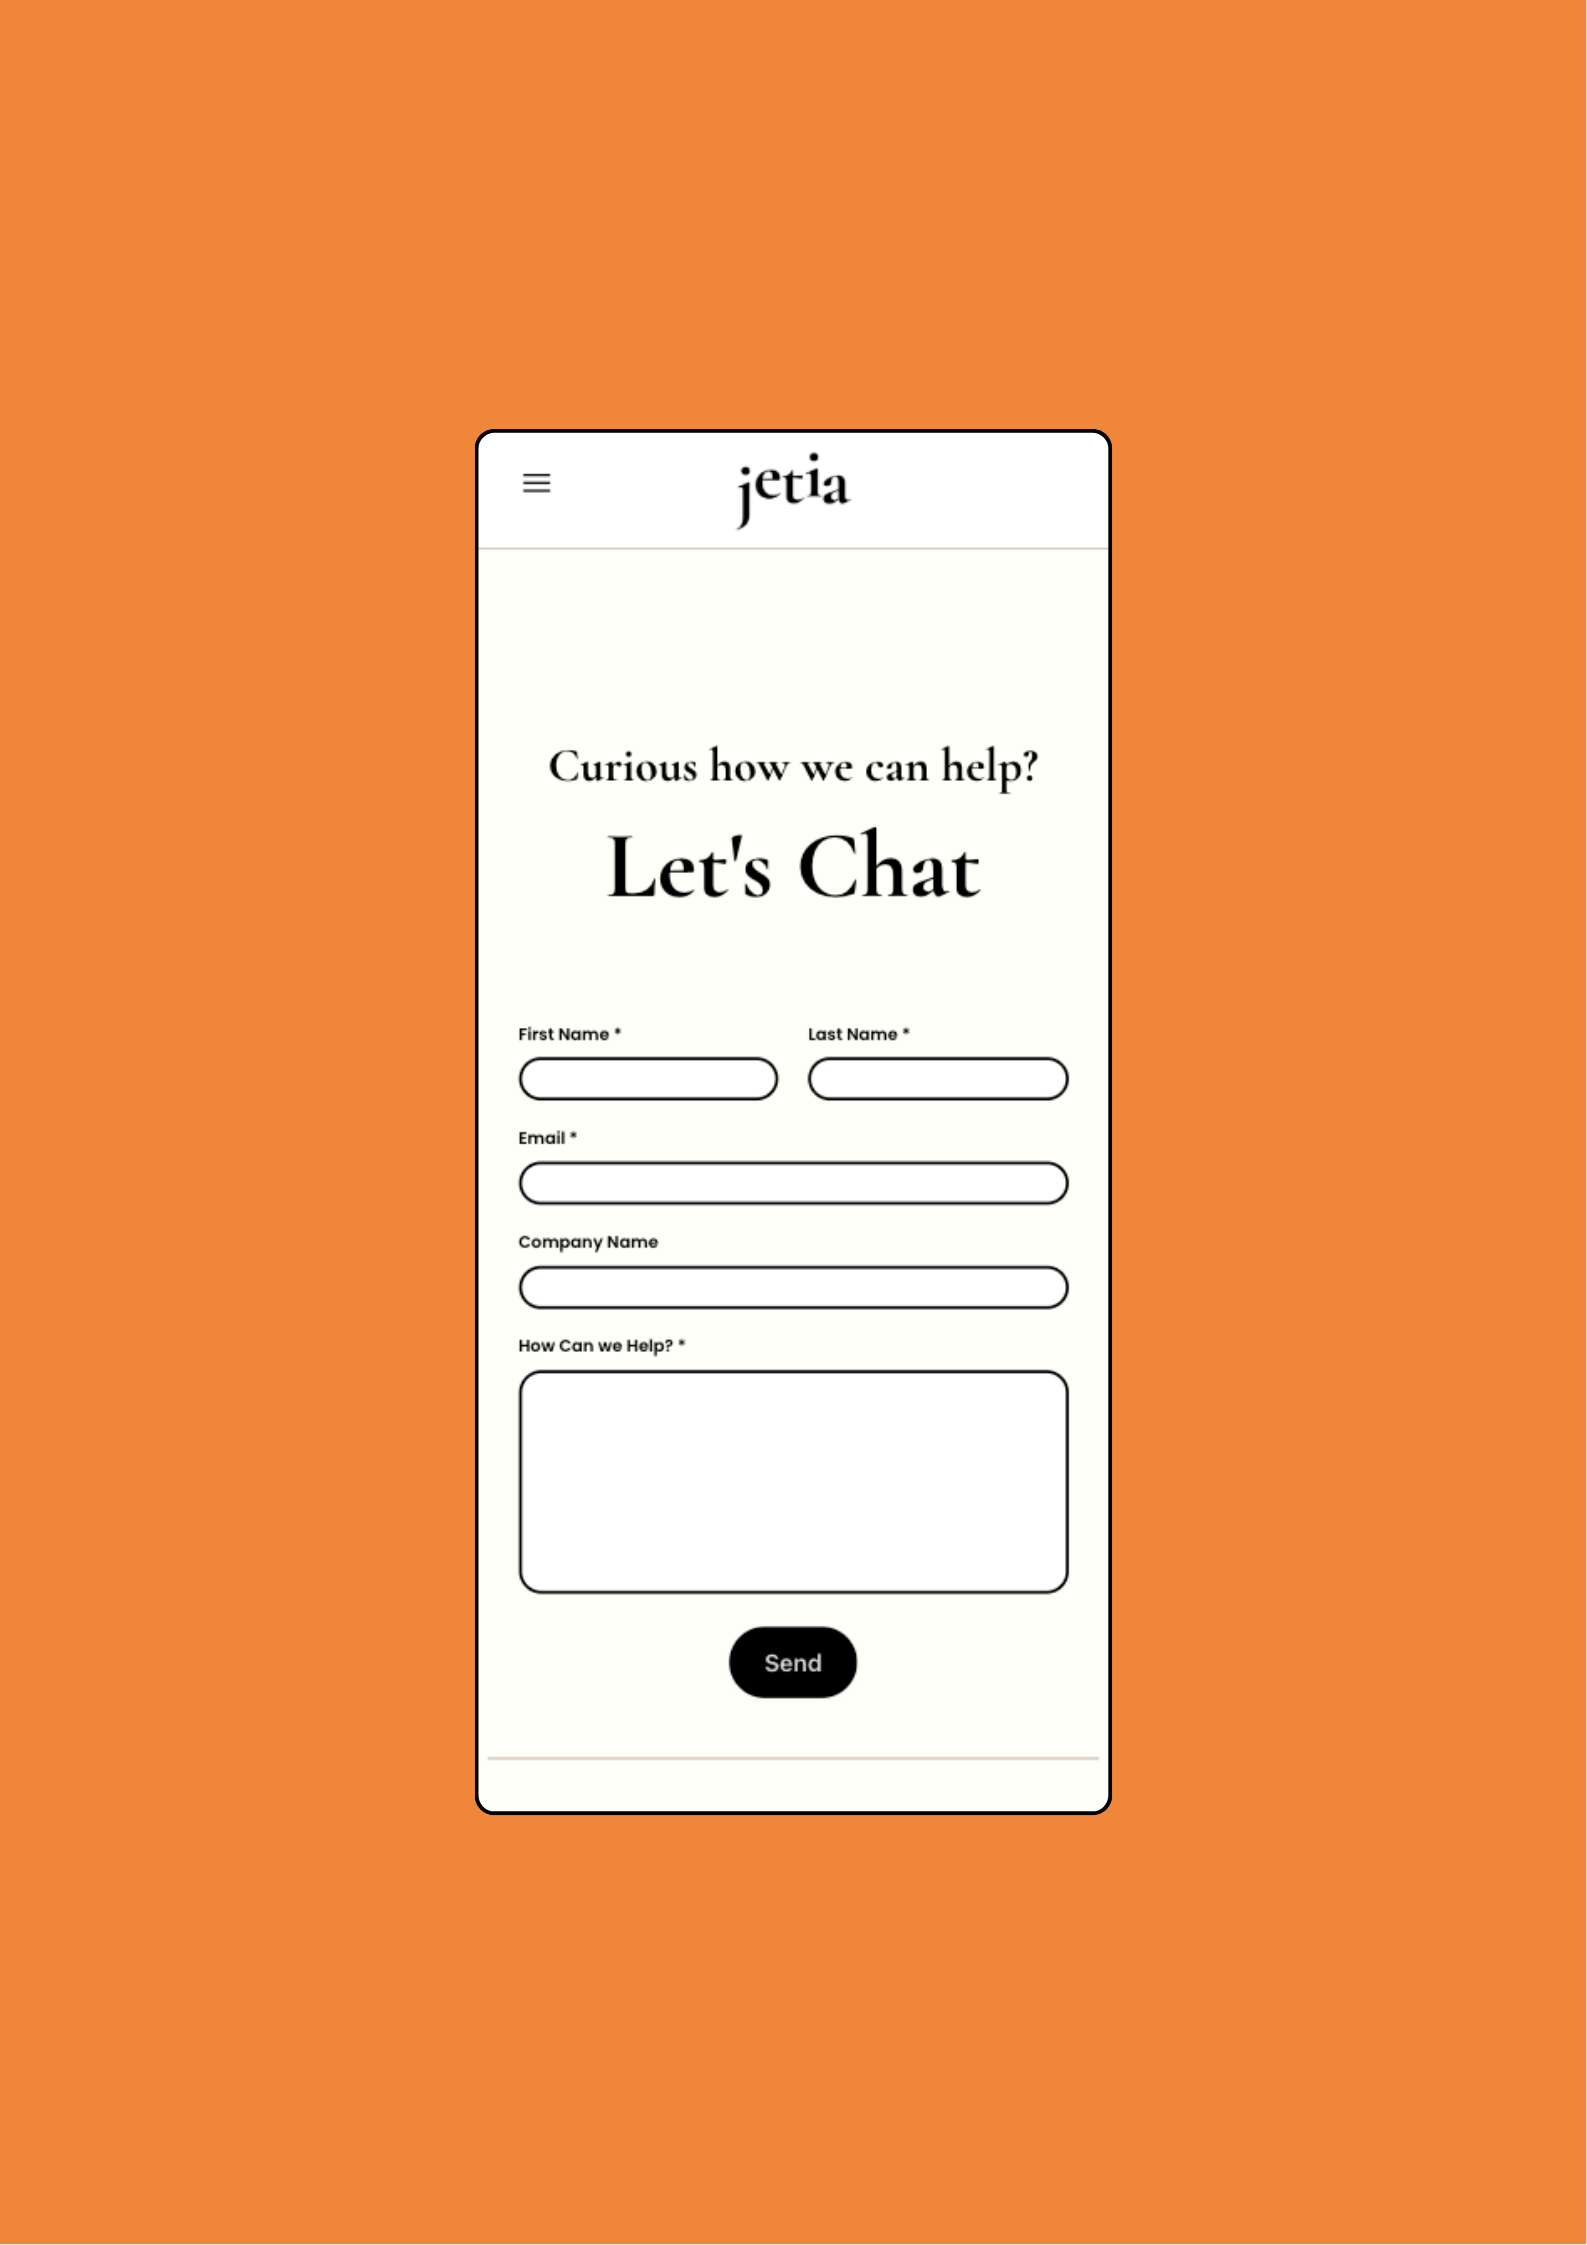 jetia
Curious how we can help?
Let's Chat
First Name * Last Name *
Email *
Company Name
How Can we Help? *
Send